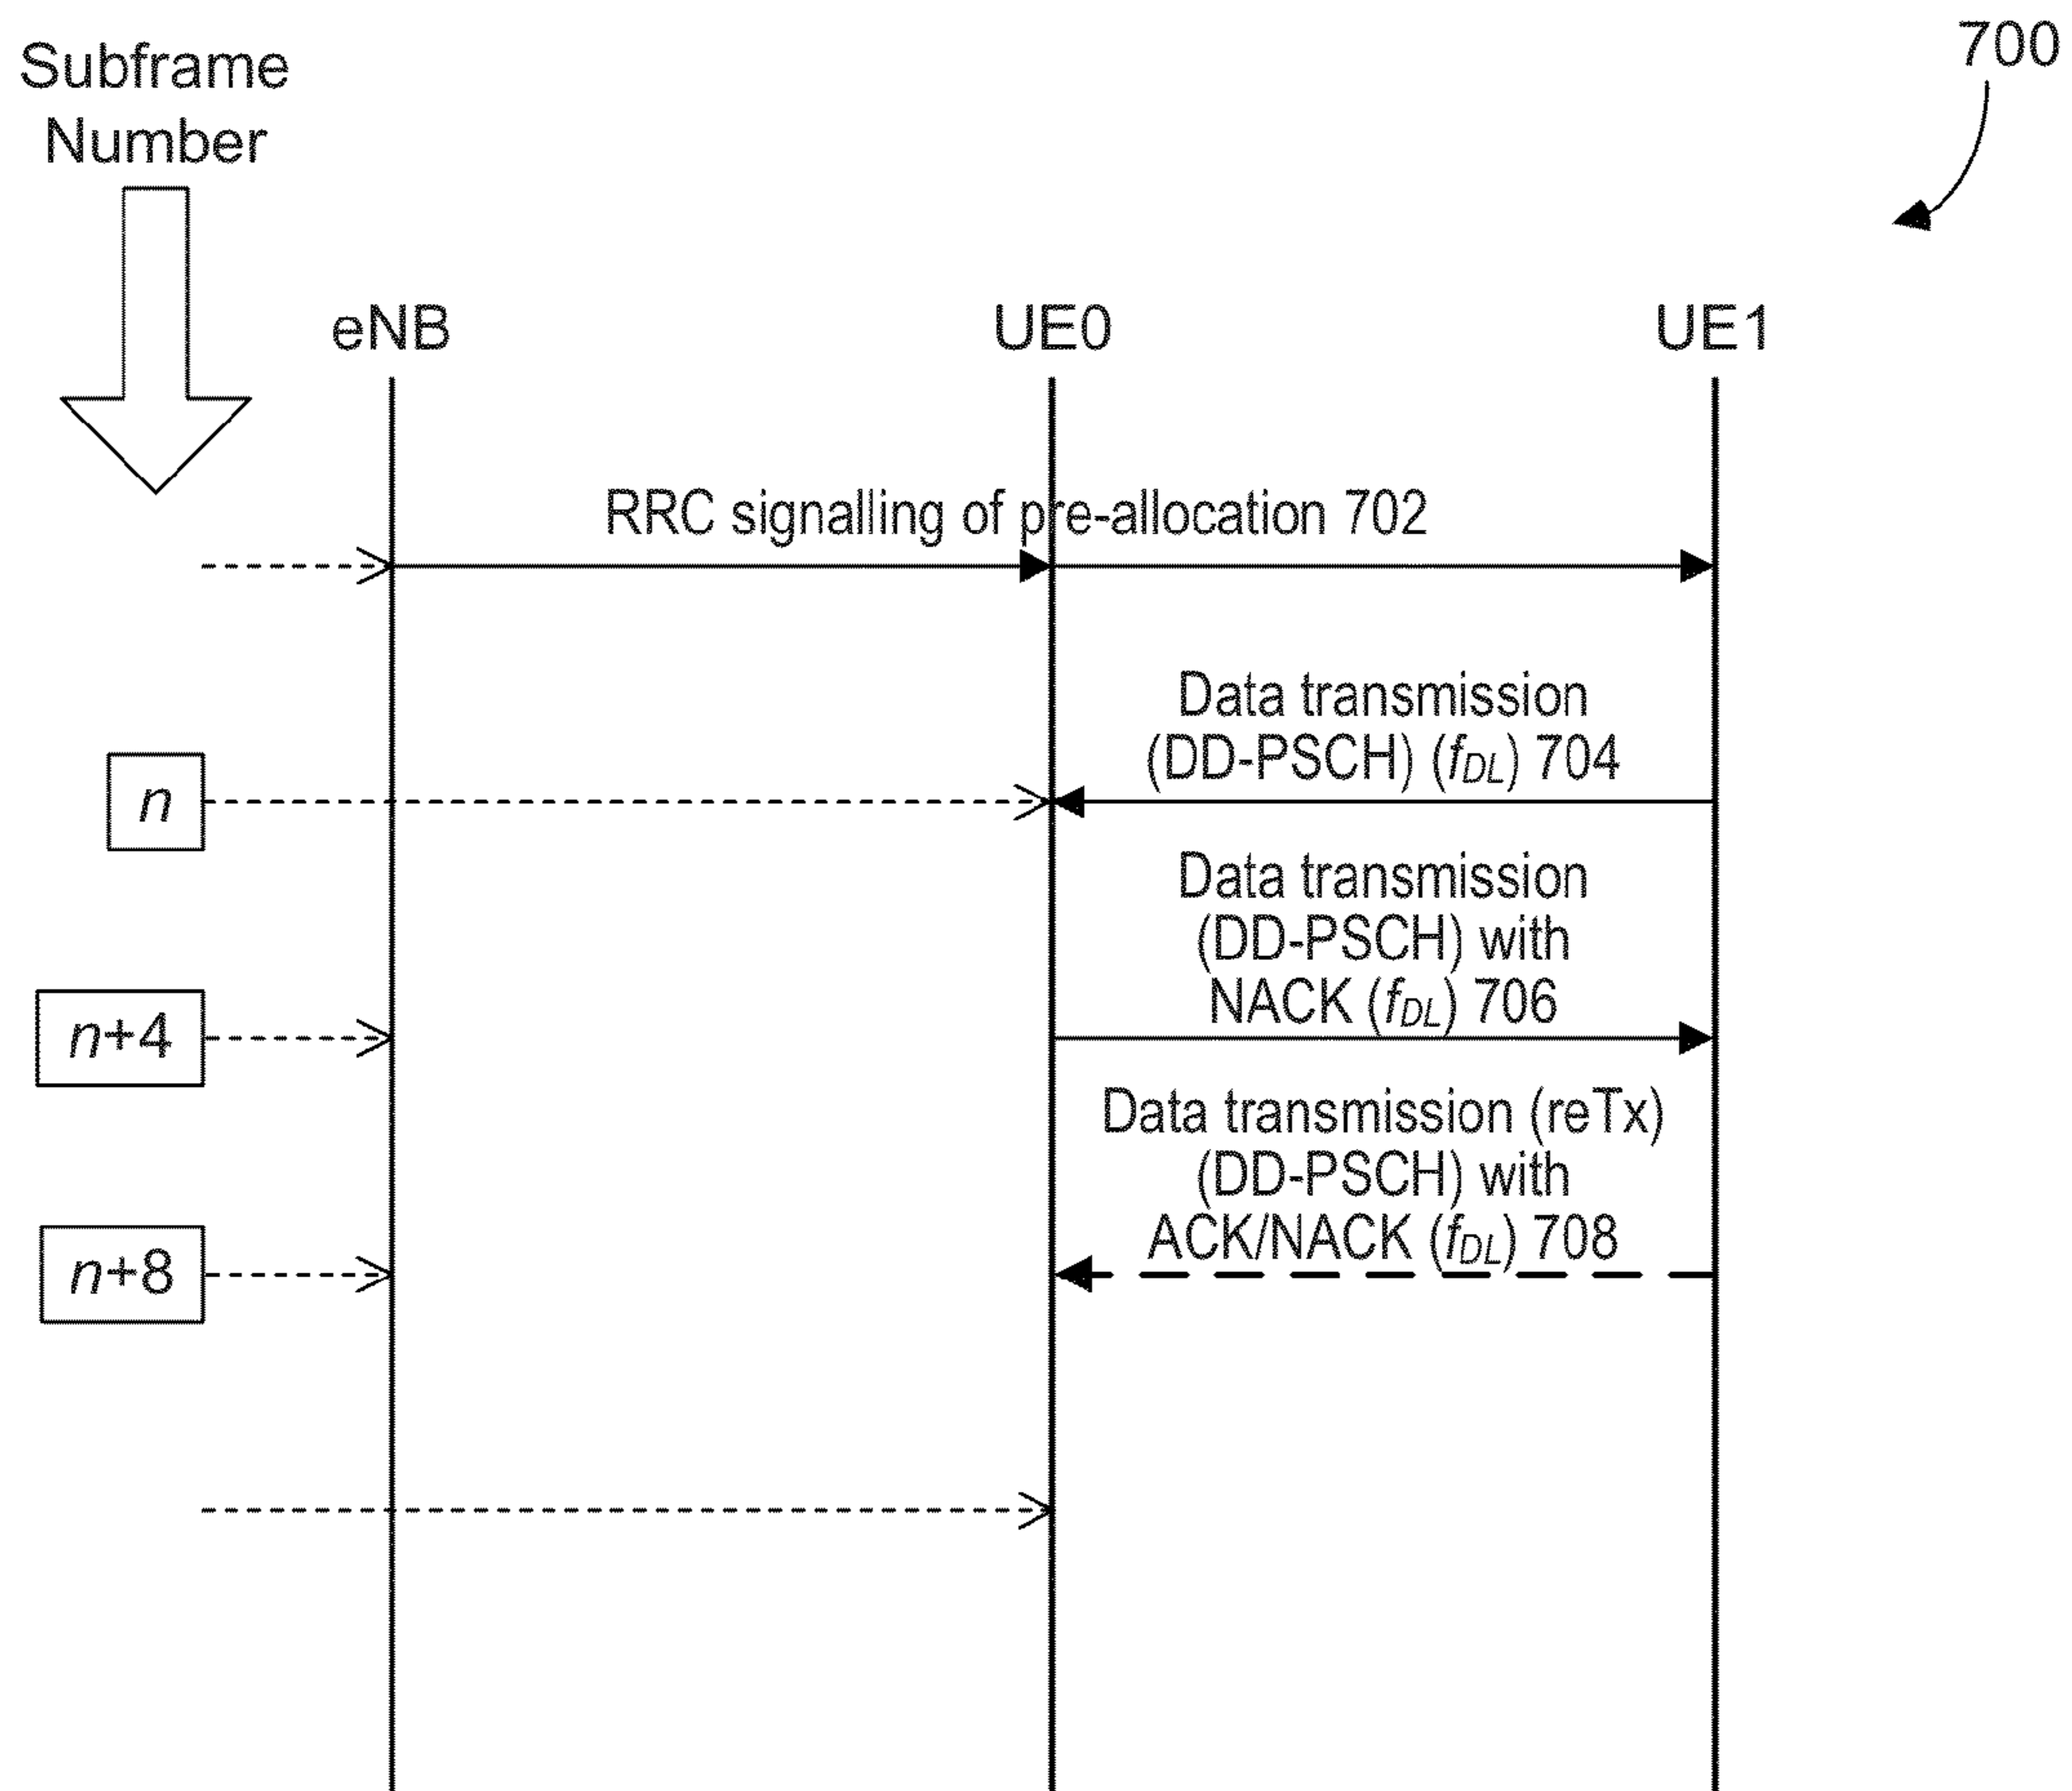 700
Subframe
Number
eNB
UE0
UE1
RRC signalling of pre-allocation 702
Data transmission
(DD-PSCH) (fDL) 704
n
Data transmission
(DD-PSCH) with
NACK (fDL) 706
n+4
Data transmission (reTx)
(DD-PSCH) with
ACK/NACK (fDL) 708
n+8